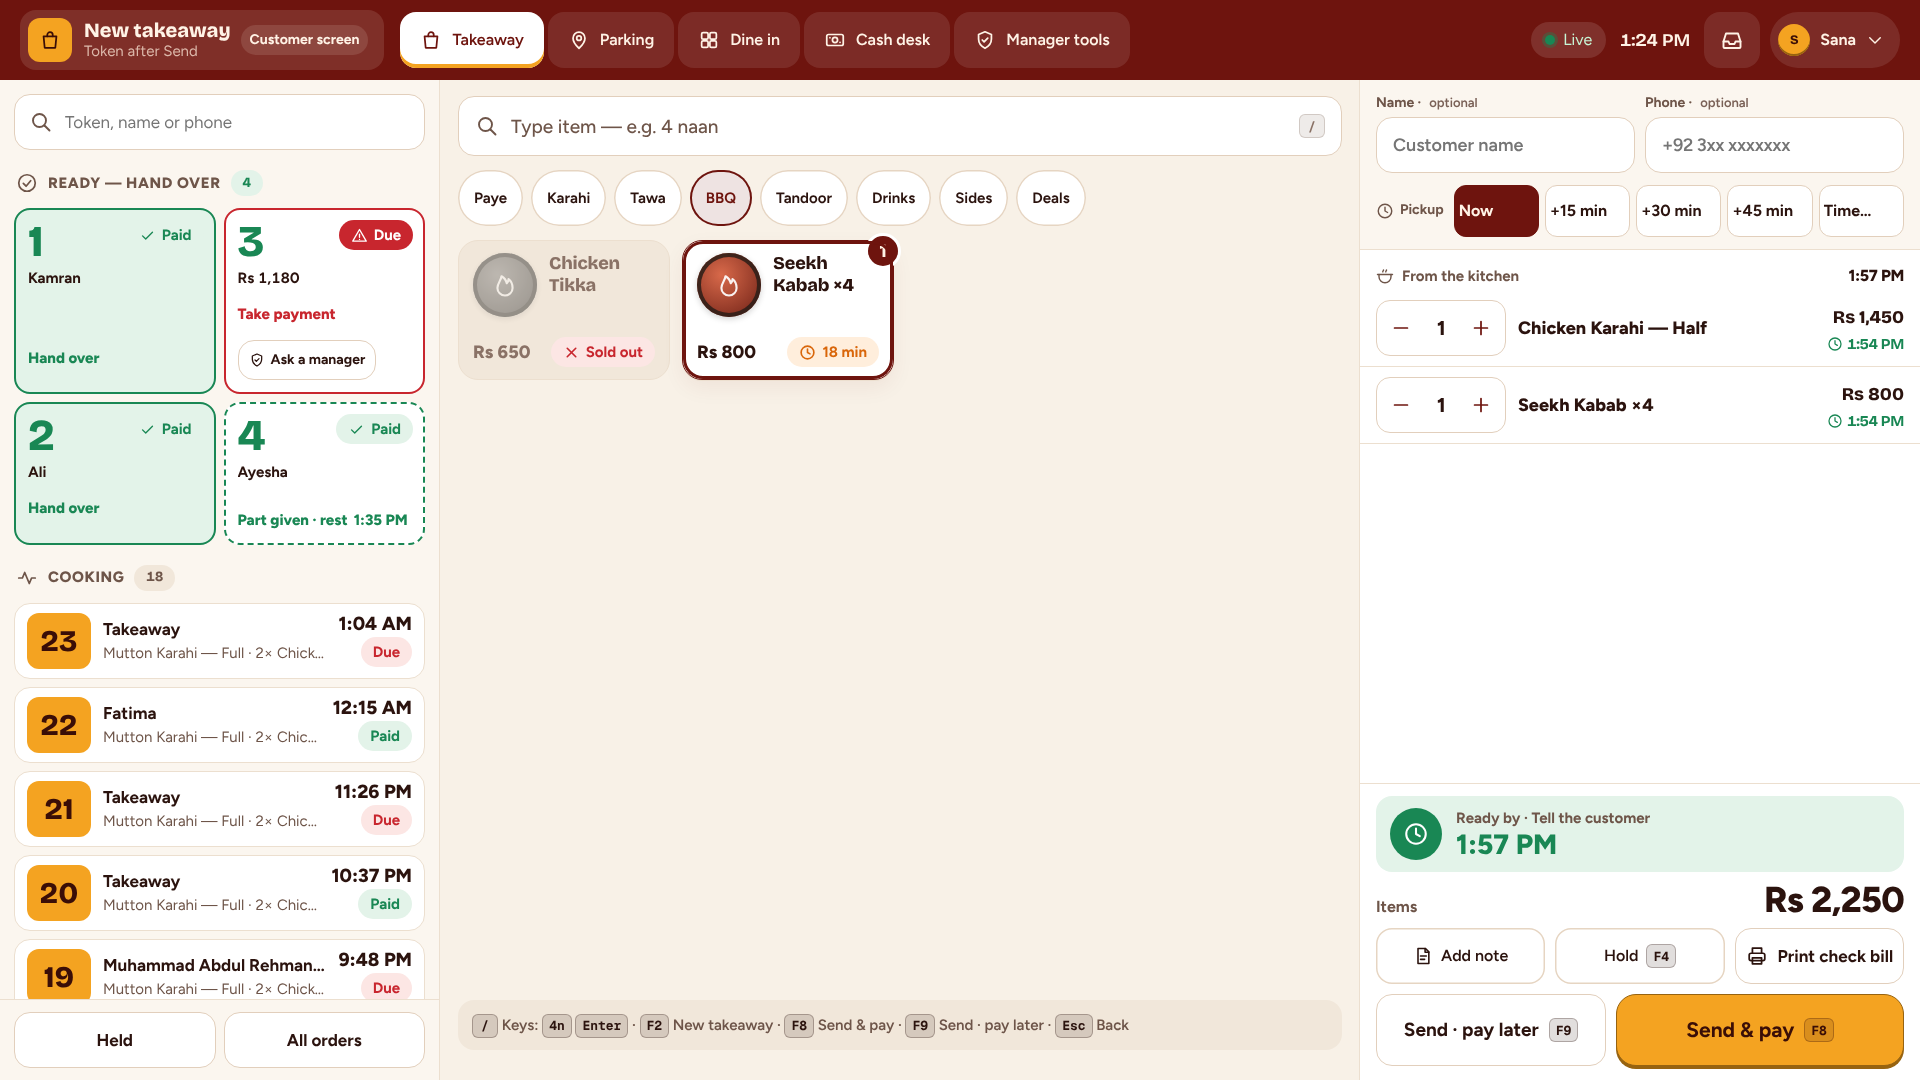 New takeaway
Token after Send
Customer screen
Takeaway
Parking
Dine in
Cash desk
Manager tools
Live
1:24 PM
S
Sana
Token, name or phone
READY — HAND OVER 4
1
Paid
Kamran
Hand over
3
Due
Rs 1,180
Take payment
Ask a manager
2
Paid
Ali
Hand over
4
Paid
Ayesha
Part given · rest 1:35 PM
COOKING 18
23
Takeaway
1:04 AM
Mutton Karahi — Full · 2× Chick...
Due
22
Fatima
12:15 AM
Mutton Karahi — Full · 2× Chic...
Paid
21
Takeaway
11:26 PM
Mutton Karahi — Full · 2× Chic...
Due
20
Takeaway
10:37 PM
Mutton Karahi — Full · 2× Chic...
Paid
19
Muhammad Abdul Rehman...
9:48 PM
Mutton Karahi — Full · 2× Chic...
Due
Held
All orders
Type item — e.g. 4 naan
/
Paye
Karahi
Tawa
BBQ
Tandoor
Drinks
Sides
Deals
Chicken
Tikka
Rs 650
Sold out
1
Seekh
Kabab ×4
Rs 800
18 min
/ Keys: 4n Enter · F2 New takeaway · F8 Send & pay · F9 Send · pay later · Esc Back
Name · optional
Phone · optional
Customer name
+92 3xx xxxxxxx
Pickup
Now
+15 min
+30 min
+45 min
Time...
From the kitchen
1:57 PM
− 1 +
Chicken Karahi — Half
Rs 1,450
1:54 PM
− 1 +
Seekh Kabab ×4
Rs 800
1:54 PM
Ready by · Tell the customer
1:57 PM
Items
Rs 2,250
Add note
Hold F4
Print check bill
Send · pay later F9
Send & pay F8